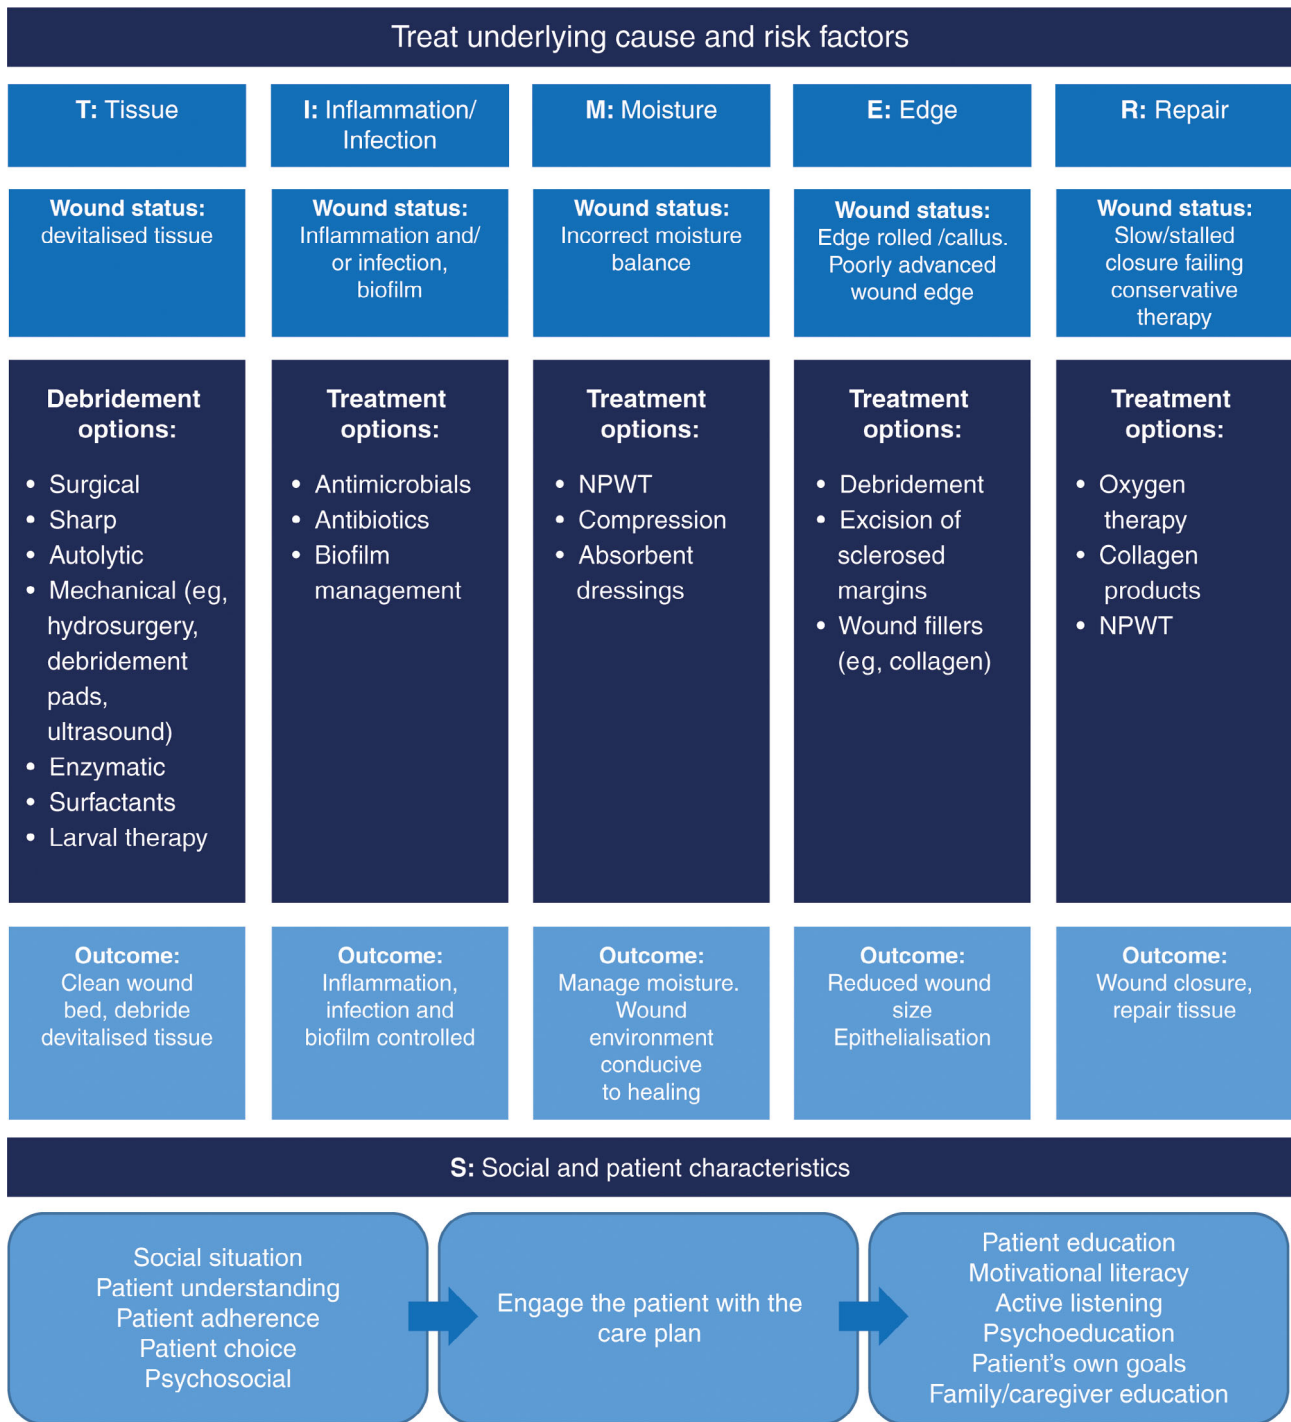 Treat underlying cause and risk factors
T: Tissue
I: Inflammation/
Infection
M: Moisture
E: Edge
R: Repair
Wound status:
devitalised tissue
Wound status:
Inflammation and/
or infection,
biofilm
Wound status:
Incorrect moisture
balance
Wound status:
Edge rolled /callus.
Poorly advanced
wound edge
Wound status:
Slow/stalled
closure failing
conservative
therapy
Debridement
options:
• Surgical
• Sharp
• Autolytic
• Mechanical (eg,
hydrosurgery,
debridement
pads,
ultrasound)
• Enzymatic
• Surfactants
• Larval therapy
Treatment
options:
• Antimicrobials
• Antibiotics
• Biofilm
management
Treatment
options:
• NPWT
• Compression
• Absorbent
dressings
Treatment
options:
• Debridement
• Excision of
sclerosed
margins
• Wound fillers
(eg, collagen)
Treatment
options:
• Oxygen
therapy
• Collagen
products
• NPWT
Outcome:
Clean wound
bed, debride
devitalised tissue
Outcome:
Inflammation,
infection and
biofilm controlled
Outcome:
Manage moisture.
Wound
environment
conducive
to healing
Outcome:
Reduced wound
size
Epithelialisation
Outcome:
Wound closure,
repair tissue
S: Social and patient characteristics
Social situation
Patient understanding
Patient adherence
Patient choice
Psychosocial
Engage the patient with the
care plan
Patient education
Motivational literacy
Active listening
Psychoeducation
Patient's own goals
Family/caregiver education